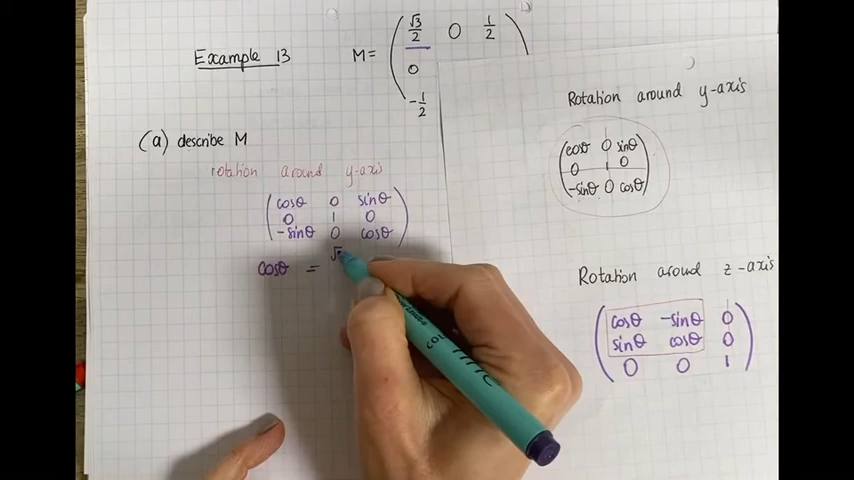 Example 13 M= √3/2 0 1/2
0
-1/2
(a) describe M
rotation around y-axis
cosθ 0 sinθ
0 1 0
-sinθ 0 cosθ
cosθ = √
Rotation around y-axis
cosθ 0 sinθ
0 1 0
-sinθ 0 cosθ
Rotation around z-axis
cosθ -sinθ 0
sinθ cosθ 0
0 0 1